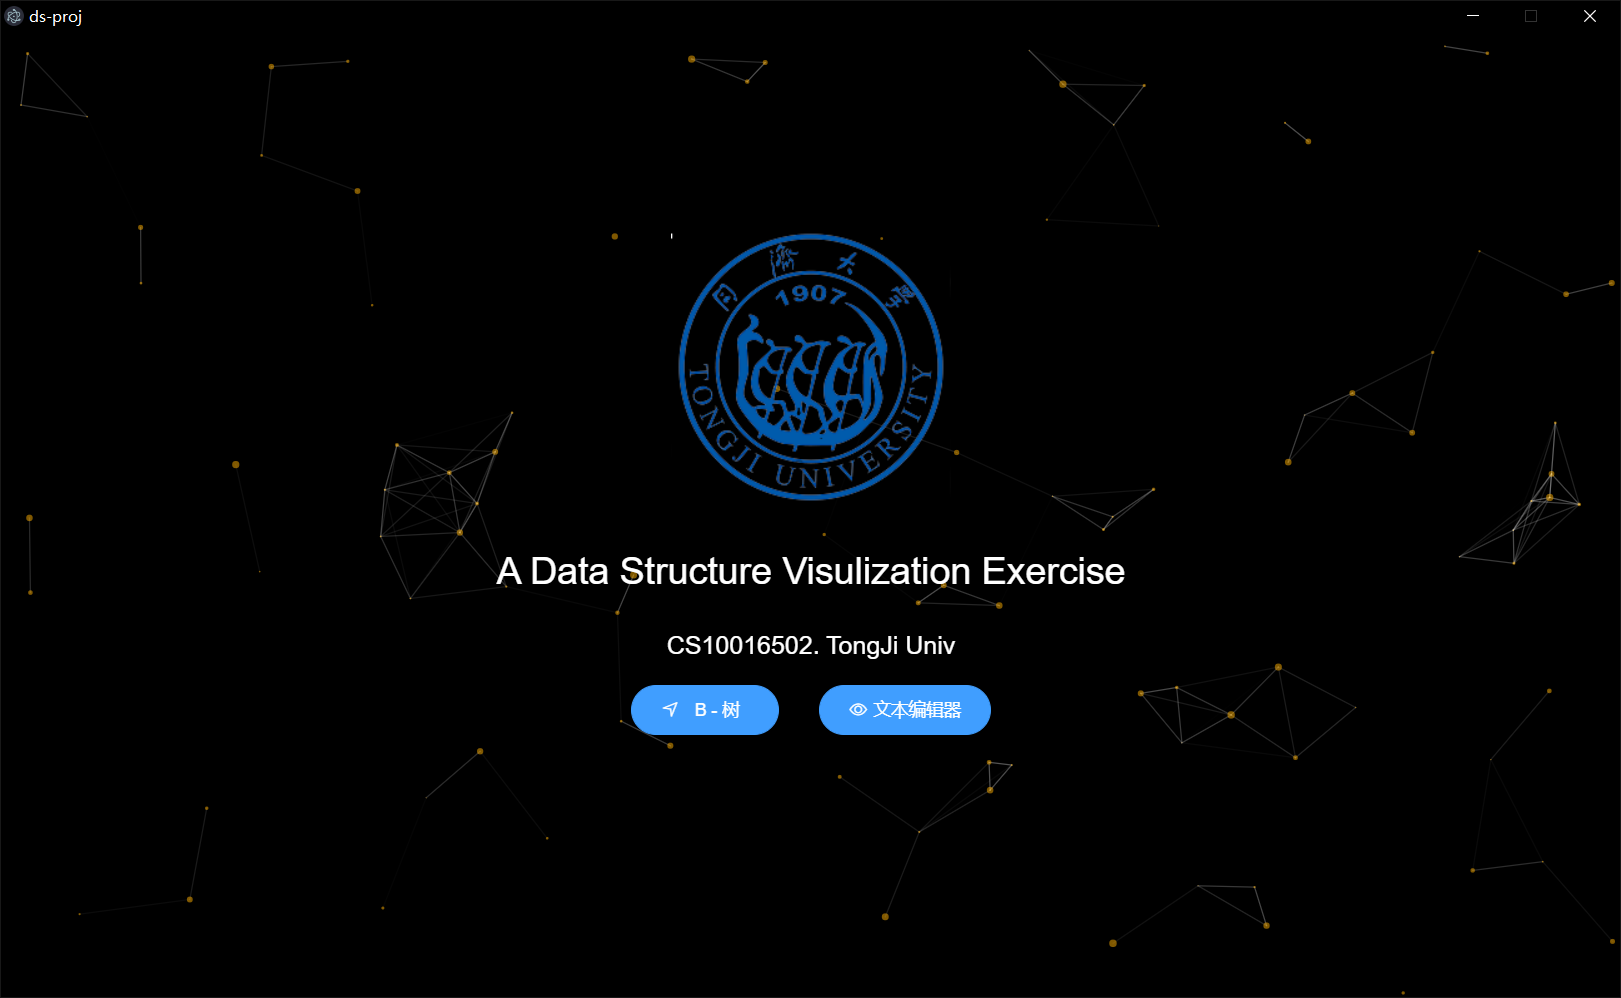 ds-proj
同济大学
1907
TONGJI UNIVERSITY
A Data Structure Visulization Exercise
CS10016502. TongJi Univ
B - 树
文本编辑器